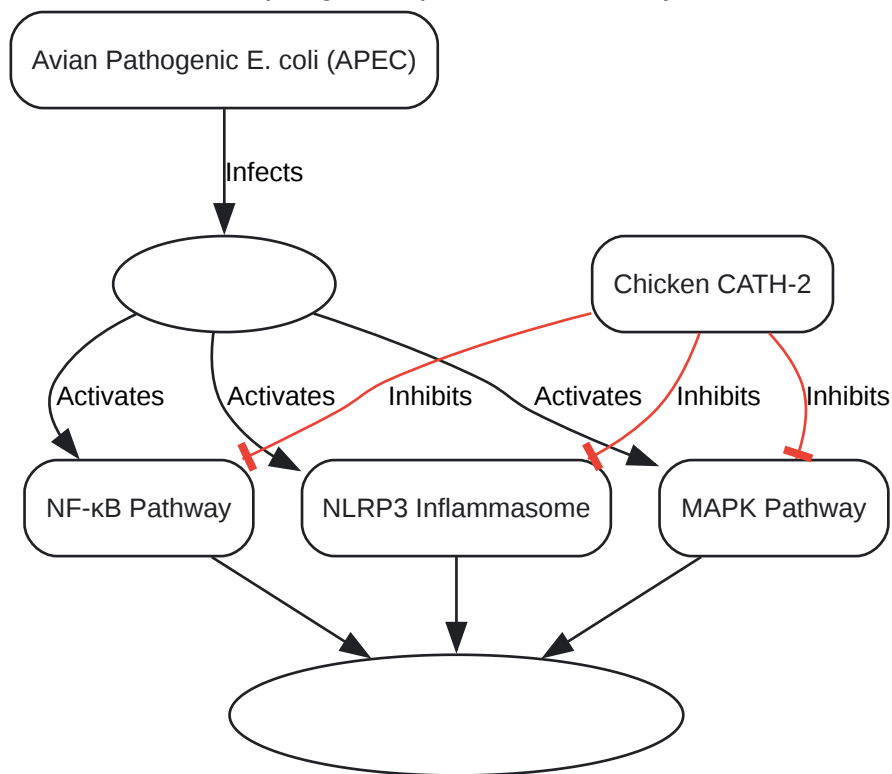 Avian Pathogenic E. coli (APEC)
Infects
Chicken CATH-2
Activates
Activates
Inhibits
Activates
Inhibits
Inhibits
NF-κB Pathway
NLRP3 Inflammasome
MAPK Pathway